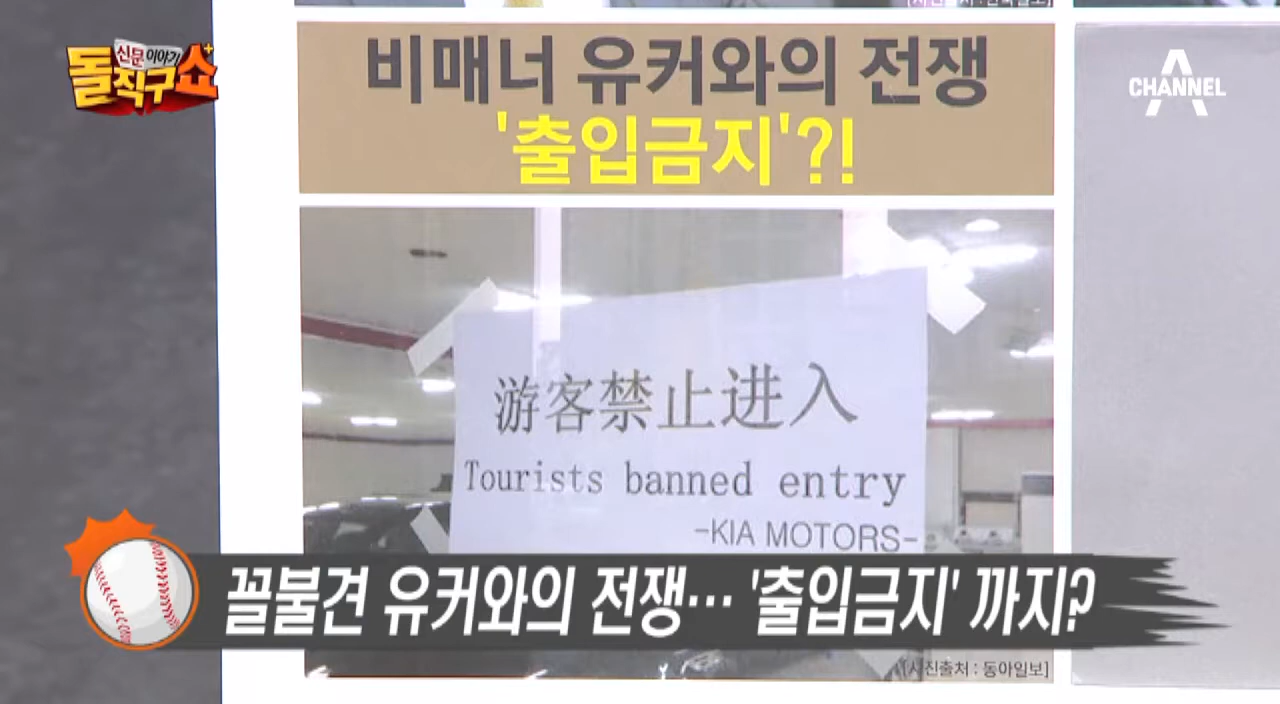 신문이야기
돌직구쇼+
CHANNEL A
비매너 유커와의 전쟁
'출입금지'?!
游客禁止进入
Tourists banned entry
-KIA MOTORS-
꼴불견 유커와의 전쟁… '출입금지' 까지?
[사진출처 : 동아일보]